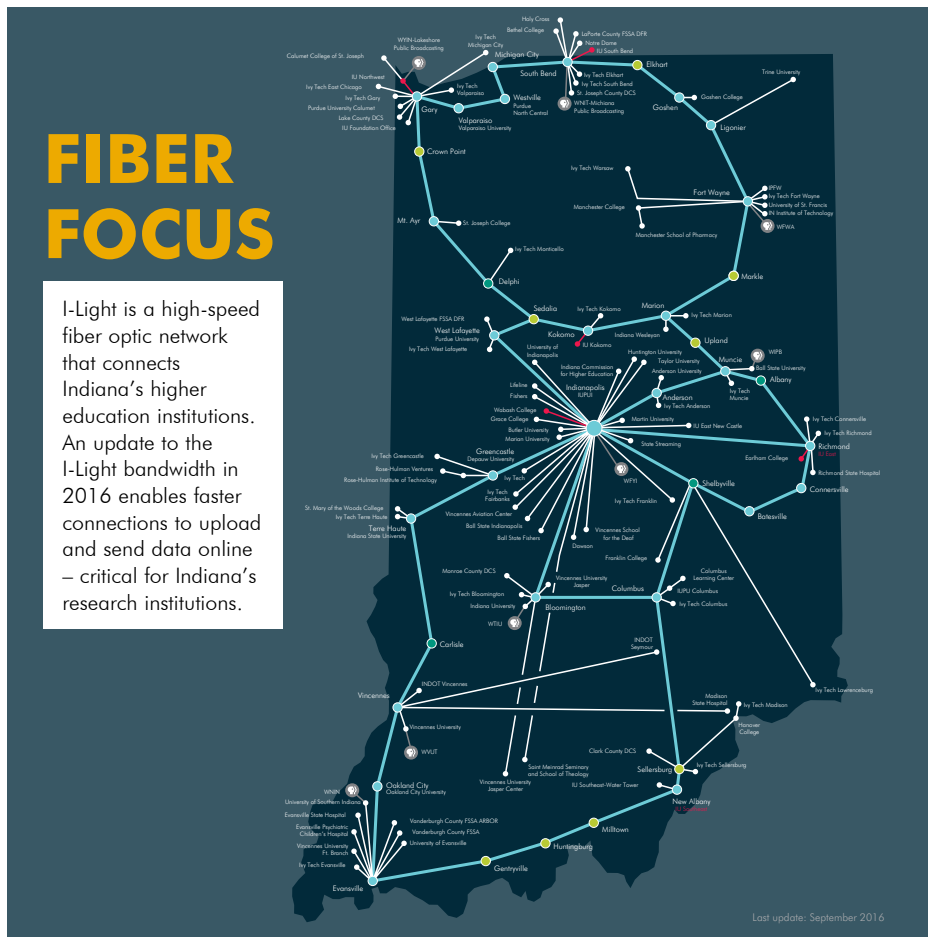 FIBER
FOCUS
I-Light is a high-speed
fiber optic network
that connects
Indiana's higher
education institutions.
An update to the
I-Light bandwidth in
2016 enables faster
connections to upload
and send data online
– critical for Indiana's
research institutions.
Holy Cross
Bethel College
LaPorte County FSSA DFR
Notre Dame
IU South Bend
WYIN-Lakeshore
Public Broadcasting
Ivy Tech
Michigan City
Michigan City
Calumet College of St. Joseph
South Bend
Elkhart
IU Northwest
Ivy Tech East Chicago
Ivy Tech Gary
Purdue University Calumet
Lake County DCS
IU Foundation Office
Gary
Ivy Tech
Valparaiso
Valparaiso
Valparaiso University
Westville
Purdue
North Central
Ivy Tech Elkhart
Ivy Tech South Bend
St. Joseph County DCS
WNIT-Michiana
Public Broadcasting
Trine University
Goshen
Goshen College
Ligonier
Crown Point
Ivy Tech Warsaw
Fort Wayne
IPFW
Ivy Tech Fort Wayne
University of St. Francis
IN Institute of Technology
WFWA
Manchester College
Manchester School of Pharmacy
Mt. Ayr
St. Joseph College
Ivy Tech Monticello
Delphi
Markle
Sedalia
Ivy Tech Kokomo
Marion
Ivy Tech Marion
West Lafayette FSSA DFR
West Lafayette
Purdue University
Ivy Tech West Lafayette
Kokomo
IU Kokomo
Indiana Wesleyan
Upland
University of
Indianapolis
Huntington University
Taylor University
Indiana Commission
for Higher Education
Anderson University
Muncie
WIPB
Ball State University
Albany
Ivy Tech
Muncie
Lifeline
Fishers
Indianapolis
IUPUI
Anderson
Ivy Tech Anderson
Wabash College
Grace College
Butler University
Marian University
Martin University
IU East New Castle
State Streaming
Ivy Tech Connersville
Ivy Tech Richmond
Richmond
IU East
Earlham College
Richmond State Hospital
Connersville
Greencastle
Depauw University
Ivy Tech Greencastle
Rose-Hulman Ventures
Rose-Hulman Institute of Technology
Ivy Tech
Ivy Tech
Fairbanks
WFYI
Shelbyville
Ivy Tech Franklin
Batesville
St. Mary of the Woods College
Ivy Tech Terre Haute
Terre Haute
Indiana State University
Vincennes Aviation Center
Ball State Indianapolis
Ball State Fishers
Dawson
Vincennes School
for the Deaf
Franklin College
Monroe County DCS
Vincennes University
Jasper
Columbus
Columbus
Learning Center
IUPU Columbus
Ivy Tech Columbus
Ivy Tech Bloomington
Indiana University
Bloomington
WTIU
Carlisle
INDOT
Seymour
INDOT Vincennes
Vincennes
Ivy Tech Lawrenceburg
Madison
State Hospital
Ivy Tech Madison
Hanover
College
Vincennes University
WVUT
Clark County DCS
Saint Meinrad Seminary
and School of Theology
Vincennes University
Jasper Center
Sellersburg
Ivy Tech Sellersburg
IU Southeast-Water Tower
New Albany
IU Southeast
Oakland City
Oakland City University
WNIN
University of Southern Indiana
Evansville State Hospital
Evansville Psychiatric
Children's Hospital
Vincennes University
Ft. Branch
Ivy Tech Evansville
Vanderburgh County FSSA ARBOR
Vanderburgh County FSSA
University of Evansville
Evansville
Milltown
Huntingburg
Gentryville
Last update: September 2016